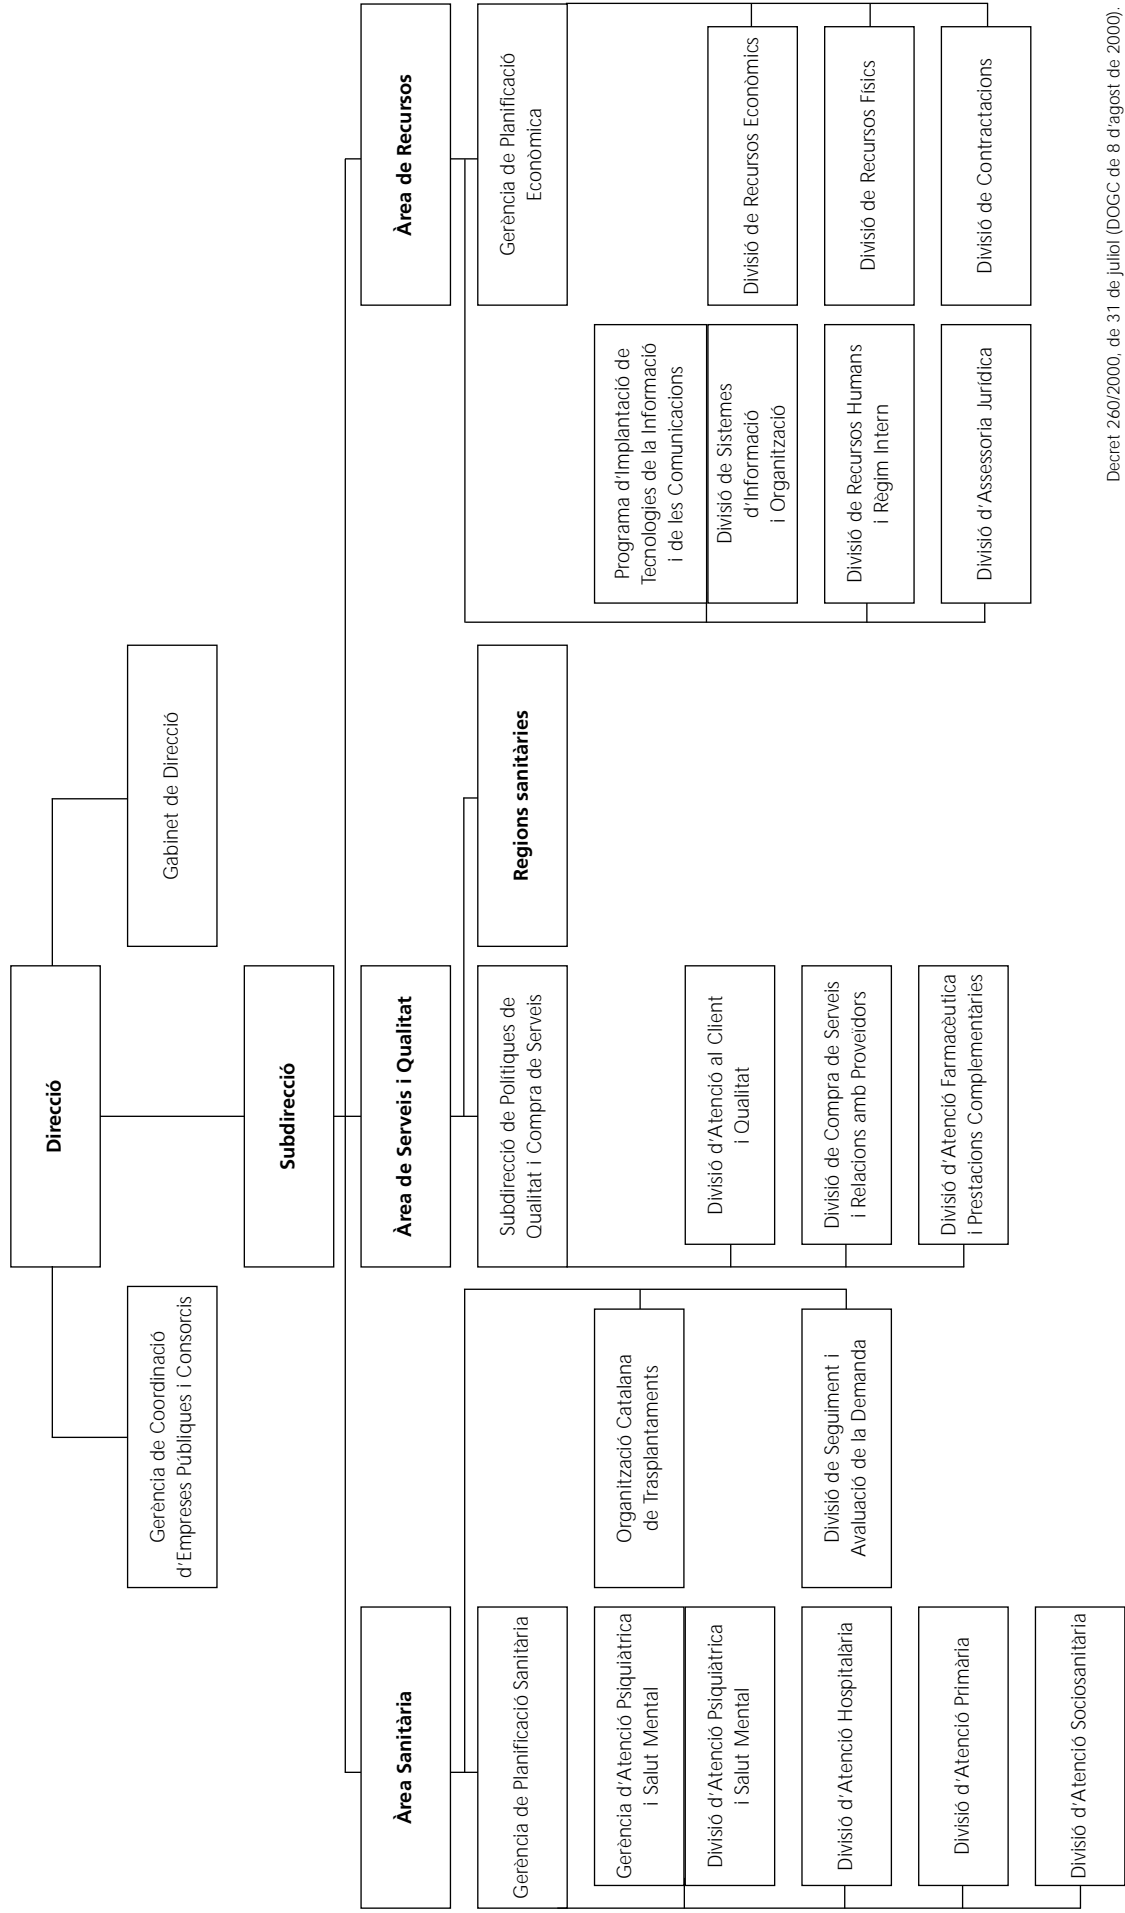 Direcció
Gerència de Coordinació
d'Empreses Públiques i Consorcis
Gabinet de Direcció
Subdirecció
Àrea Sanitària
Àrea de Serveis i Qualitat
Àrea de Recursos
Gerència de Planificació Sanitària
Subdirecció de Polítiques de
Qualitat i Compra de Serveis
Regions sanitàries
Gerència de Planificació
Econòmica
Gerència d'Atenció Psiquiàtrica
i Salut Mental
Divisió d'Atenció Psiquiàtrica
i Salut Mental
Divisió d'Atenció Hospitalària
Divisió d'Atenció Primària
Divisió d'Atenció Sociosanitària
Organització Catalana
de Trasplantaments
Divisió de Seguiment i
Avaluació de la Demanda
Divisió d'Atenció al Client
i Qualitat
Divisió de Compra de Serveis
i Relacions amb Proveïdors
Divisió d'Atenció Farmacèutica
i Prestacions Complementàries
Programa d'Implantació de
Tecnologies de la Informació
i de les Comunicacions
Divisió de Sistemes
d'Informació
i Organització
Divisió de Recursos Humans
i Règim Intern
Divisió d'Assessoria Jurídica
Divisió de Recursos Econòmics
Divisió de Recursos Físics
Divisió de Contractacions
Decret 260/2000, de 31 de juliol (DOGC de 8 d'agost de 2000).